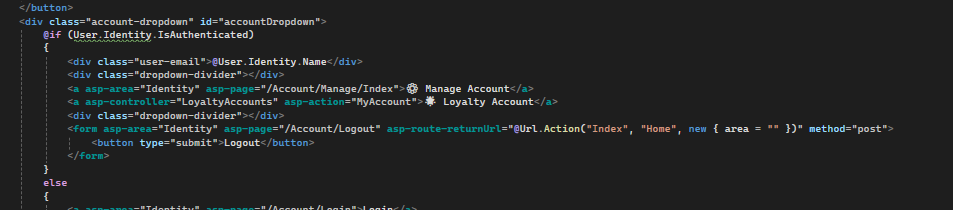 </button>
<div class="account-dropdown" id="accountDropdown">
@if (User.Identity.IsAuthenticated)
{
<div class="user-email">@User.Identity.Name</div>
<div class="dropdown-divider"></div>
<a asp-area="Identity" asp-page="/Account/Manage/Index">⚙ Manage Account</a>
<a asp-controller="LoyaltyAccounts" asp-action="MyAccount">🌟 Loyalty Account</a>
<div class="dropdown-divider"></div>
<form asp-area="Identity" asp-page="/Account/Logout" asp-route-returnUrl="@Url.Action("Index", "Home", new { area = "" })" method="post">
<button type="submit">Logout</button>
</form>
}
else
{
<a asp-area="Identity" asp-page="/Account/Login">Login</a>